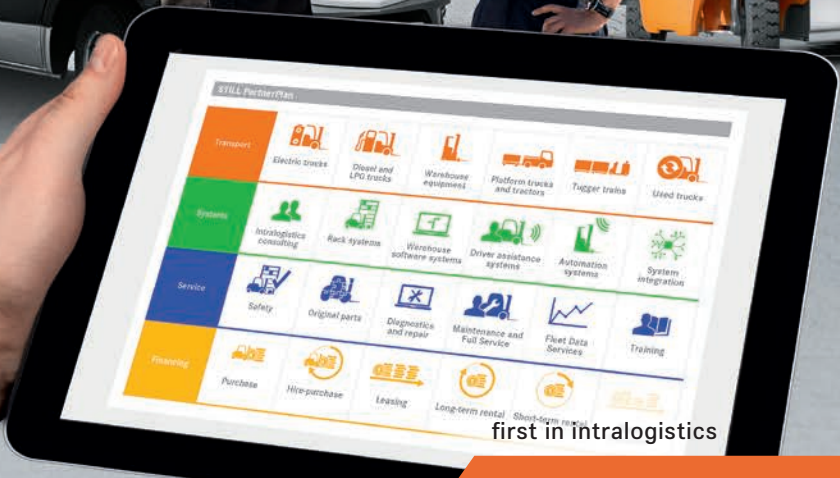 STILL PartnerPlan
Transport
Electric trucks
Diesel and
LPG trucks
Warehouse
equipment
Platform trucks
and tractors
Tugger trains
Used trucks
Systems
Intralogistics
consulting
Rack systems
Warehouse
software systems
Driver assistance
systems
Automation
systems
System
integration
Service
Safety
Original parts
Diagnostics
and repair
Maintenance and
Full Service
Fleet Data
Services
Training
Financing
Purchase
Hire-purchase
Leasing
Long-term rental
Short-term rental
first in intralogistics